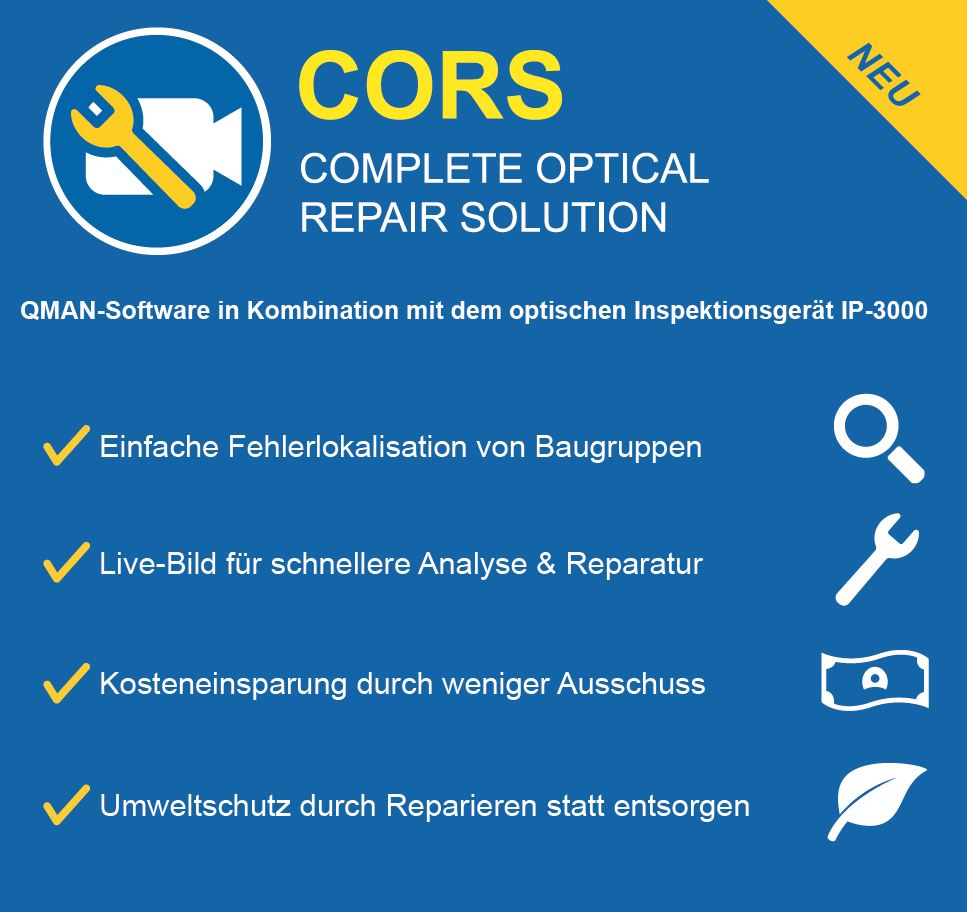 NEU
CORS
COMPLETE OPTICAL
REPAIR SOLUTION
QMAN-Software in Kombination mit dem optischen Inspektionsgerät IP-3000
Einfache Fehlerlokalisation von Baugruppen
Live-Bild für schnellere Analyse & Reparatur
Kosteneinsparung durch weniger Ausschuss
Umweltschutz durch Reparieren statt entsorgen